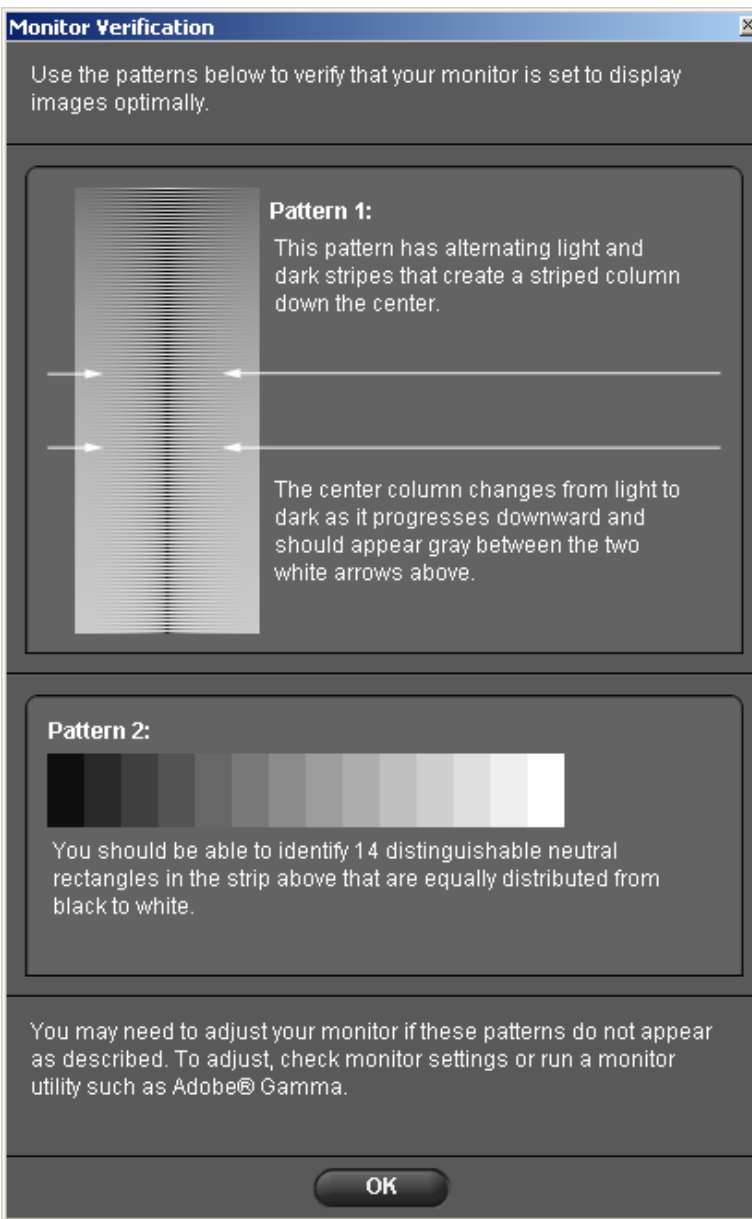 Monitor Verification
Use the patterns below to verify that your monitor is set to display
images optimally.
Pattern 1:
This pattern has alternating light and
dark stripes that create a striped column
down the center.
The center column changes from light to
dark as it progresses downward and
should appear gray between the two
white arrows above.
Pattern 2:
You should be able to identify 14 distinguishable neutral
rectangles in the strip above that are equally distributed from
black to white.
You may need to adjust your monitor if these patterns do not appear
as described. To adjust, check monitor settings or run a monitor
utility such as Adobe® Gamma.
OK